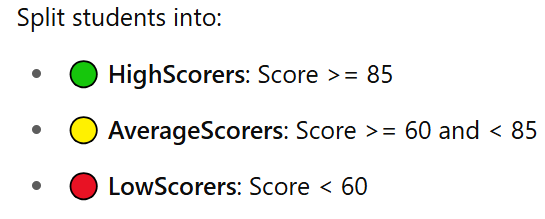 Split students into:
HighScorers: Score >= 85
AverageScorers: Score >= 60 and < 85
LowScorers: Score < 60